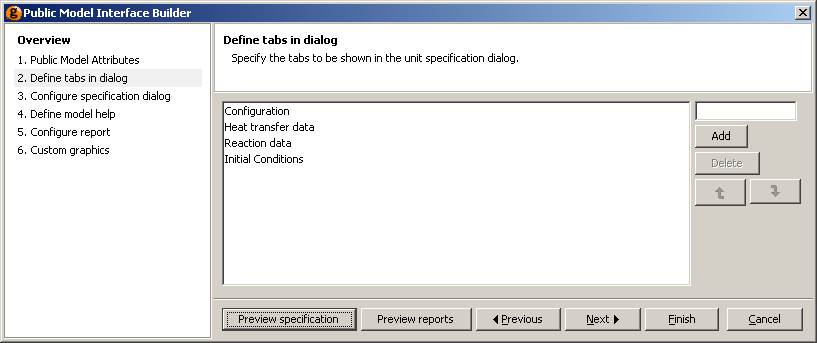 Public Model Interface Builder
Overview
1. Public Model Attributes
2. Define tabs in dialog
3. Configure specification dialog
4. Define model help
5. Configure report
6. Custom graphics
Define tabs in dialog
Specify the tabs to be shown in the unit specification dialog.
Configuration
Heat transfer data
Reaction data
Initial Conditions
Add
Delete
Preview specification
Preview reports
Previous
Next
Finish
Cancel